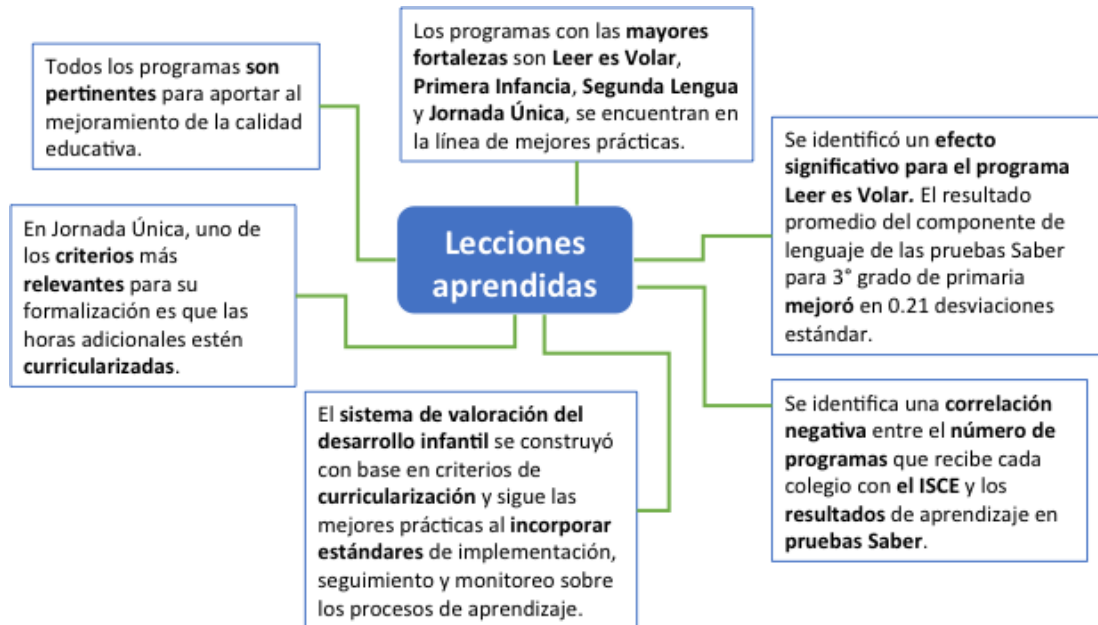 Todos los programas son
pertinentes para aportar al
mejoramiento de la calidad
educativa.
Los programas con las mayores
fortalezas son Leer es Volar,
Primera Infancia, Segunda Lengua
y Jornada Única, se encuentran en
la línea de mejores prácticas.
Se identificó un efecto
significativo para el programa
Leer es Volar. El resultado
promedio del componente de
lenguaje de las pruebas Saber
para 3° grado de primaria
mejoró en 0.21 desviaciones
estándar.
Lecciones
aprendidas
En Jornada Única, uno de
los criterios más
relevantes para su
formalización es que las
horas adicionales estén
curricularizadas.
El sistema de valoración del
desarrollo infantil se construyó
con base en criterios de
curricularización y sigue las
mejores prácticas al incorporar
estándares de implementación,
seguimiento y monitoreo sobre
los procesos de aprendizaje.
Se identifica una correlación
negativa entre el número de
programas que recibe cada
colegio con el ISCE y los
resultados de aprendizaje en
pruebas Saber.